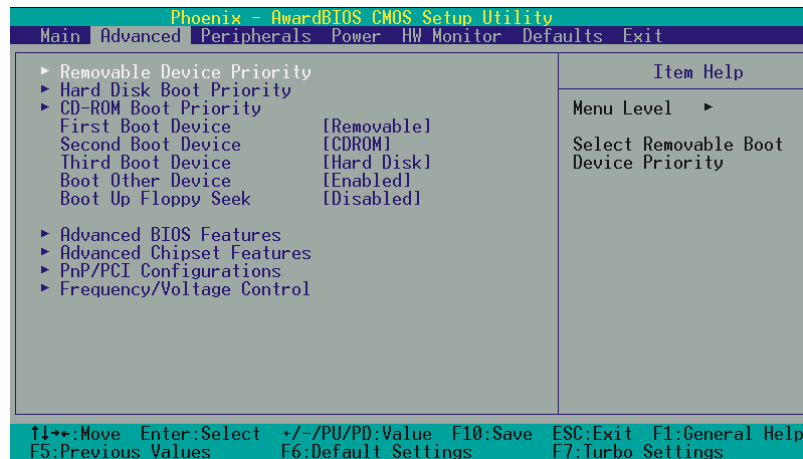 Phoenix - AwardBIOS CMOS Setup Utility
Main Advanced Peripherals Power HW Monitor Defaults Exit
▶ Removable Device Priority
▶ Hard Disk Boot Priority
▶ CD-ROM Boot Priority
First Boot Device [Removable]
Second Boot Device [CDROM]
Third Boot Device [Hard Disk]
Boot Other Device [Enabled]
Boot Up Floppy Seek [Disabled]
▶ Advanced BIOS Features
▶ Advanced Chipset Features
▶ PnP/PCI Configurations
▶ Frequency/Voltage Control
Item Help
Menu Level ▶
Select Removable Boot
Device Priority
↑↓→←:Move Enter:Select +/-/PU/PD:Value F10:Save ESC:Exit F1:General Help
F5:Previous Values F6:Default Settings F7:Turbo Settings